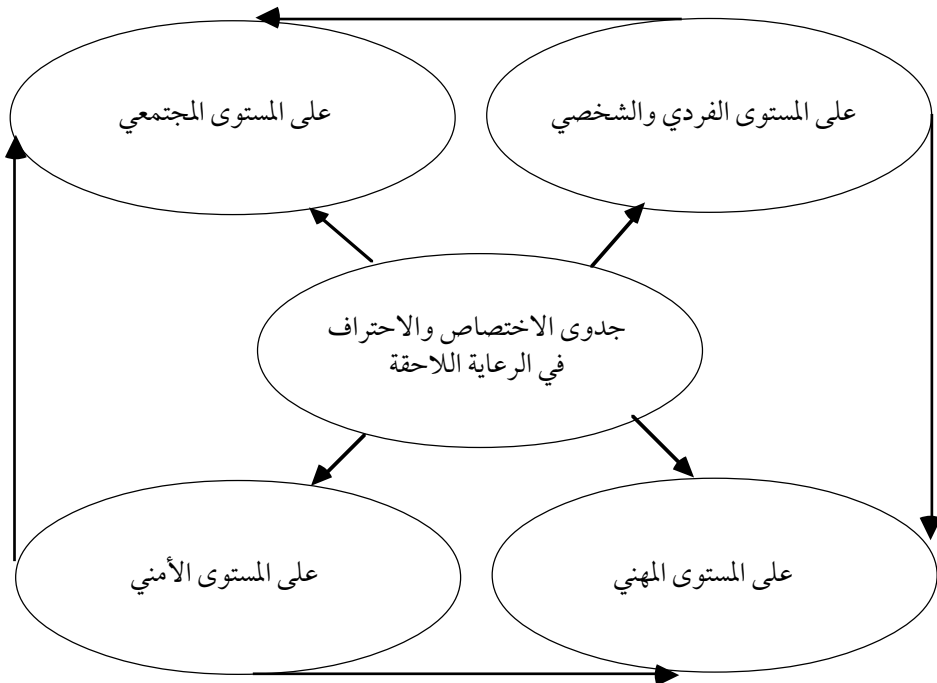 على المستوى الفردي والشخصي
على المستوى المجتمعي
جدوى الاختصاص والاحتراف
في الرعاية اللاحقة
على المستوى المهني
على المستوى الأمني